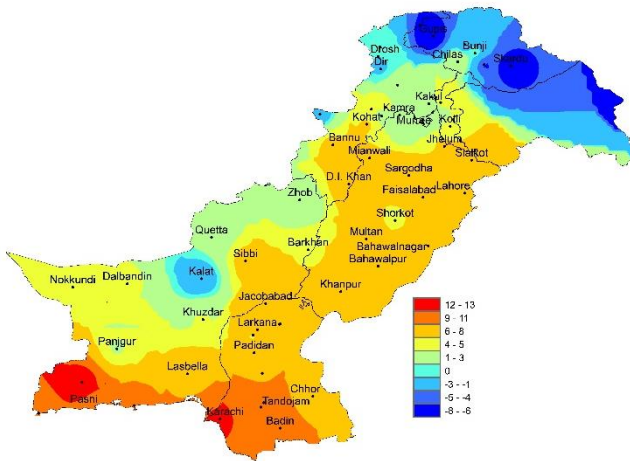 Gupis
Drosh
Bunji
Chilas
Dir
Skardu
Kakul
Kamra
Kohat
Murree
Kotli
Bannu
Jhelum
Mianwali
Sialkot
Sargodha
D.I. Khan
Zhob
Faisalabad
Lahore
Shorkot
Quetta
Multan
Barkhan
Bahawalnagar
Sibbi
Bahawalpur
Kalat
Nokkundi
Dalbandin
Khanpur
Jacobabad
Khuzdar
Larkana
Panjgur
Padidan
Lasbella
Chhor
Pasni
Tandojam
Karachi
Badin
12 - 13
9 - 11
6 - 8
4 - 5
1 - 3
0
-3 - -1
-5 - -4
-8 - -6